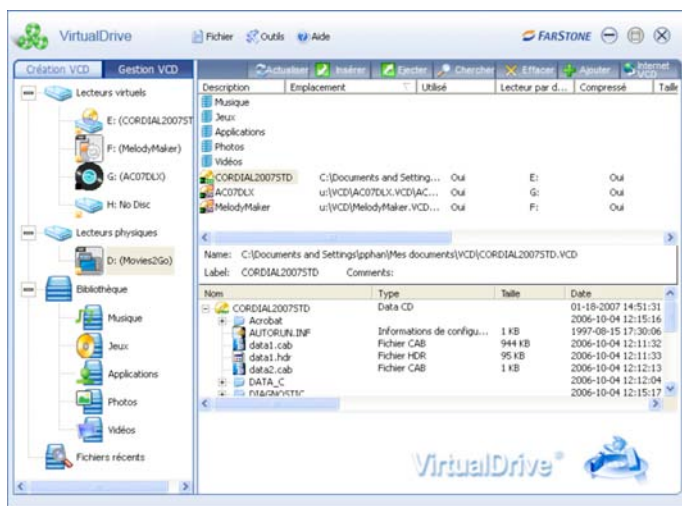 VirtualDrive Fichier Outils Aide FARSTONE
Création VCD Gestion VCD
Actualiser Insérer Ejecter Chercher Effacer Ajouter Internet VCD
Lecteurs virtuels
E: (CORDIAL2007ST
F: (MelodyMaker)
G: (AC07DLX)
H: No Disc
Lecteurs physiques
D: (Movies2Go)
Bibliothèque
Musique
Jeux
Applications
Photos
Vidéos
Fichiers récents
Description Emplacement Utilisé Lecteur par d... Compressé Taille
Musique
Jeux
Applications
Photos
Vidéos
CORDIAL2007STD C:\Documents and Setting... Oui E: Oui
AC07DLX u:\VCD\AC07DLX.VCD\AC... Oui G: Oui
MelodyMaker u:\VCD\MelodyMaker.VCD... Oui F: Oui
Name: C:\Documents and Settings\pphan\Mes documents\VCD\CORDIAL2007STD.VCD
Label: CORDIAL2007STD Comments:
Nom Type Taille Date
CORDIAL2007STD Data CD 01-18-2007 14:51:31
Acrobat 2006-10-04 12:15:16
AUTORUN.INF Informations de configu... 1 KB 1997-08-15 17:30:06
data1.cab Fichier CAB 944 KB 2006-10-04 12:11:32
data1.hdr Fichier HDR 95 KB 2006-10-04 12:11:33
data2.cab Fichier CAB 1 KB 2006-10-04 12:12:13
DATA_C 2006-10-04 12:12:04
DIAGNOSTIC 2006-10-04 12:15:17
VirtualDrive®